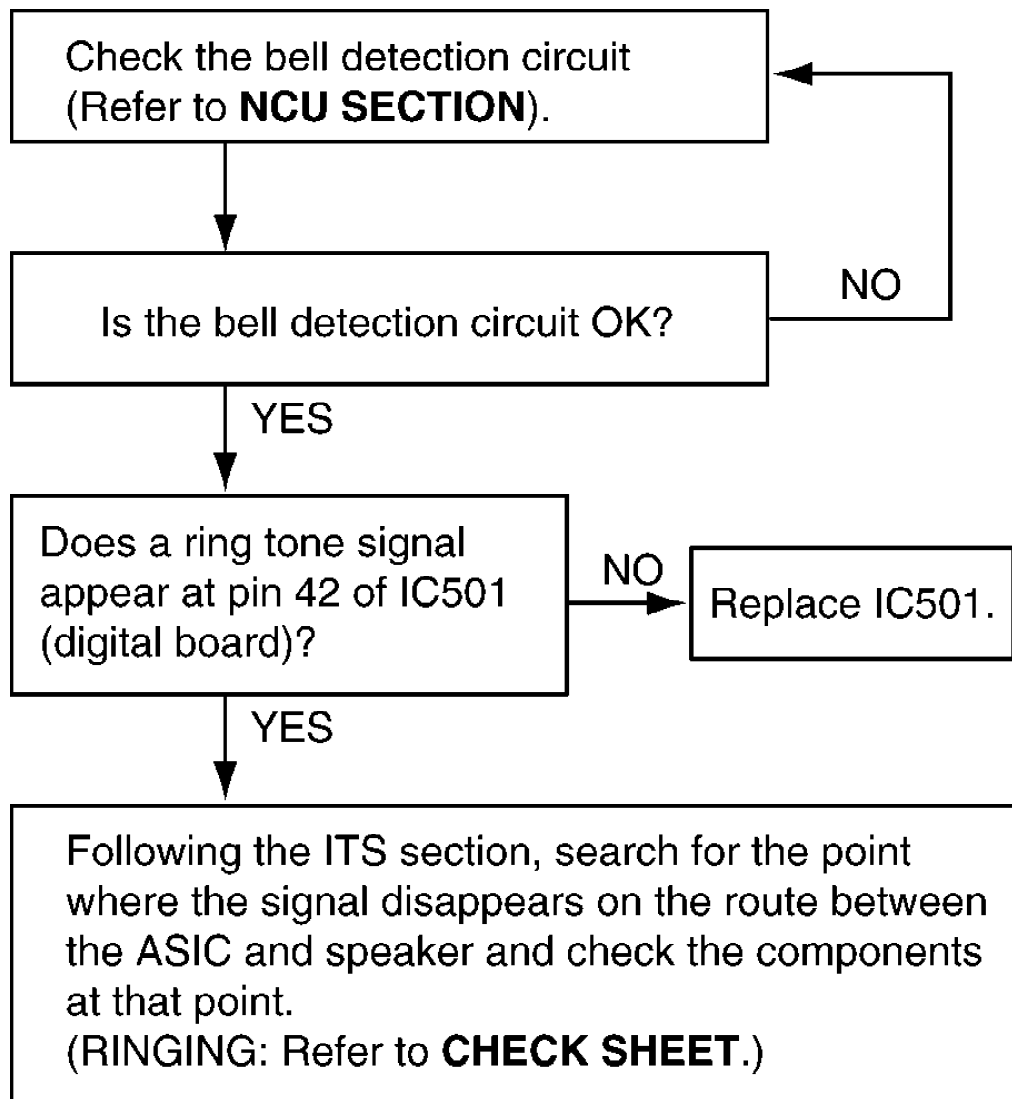 Check the bell detection circuit
(Refer to NCU SECTION).
Is the bell detection circuit OK?
NO
YES
Does a ring tone signal
appear at pin 42 of IC501
(digital board)?
NO
Replace IC501.
YES
Following the ITS section, search for the point
where the signal disappears on the route between
the ASIC and speaker and check the components
at that point.
(RINGING: Refer to CHECK SHEET.)